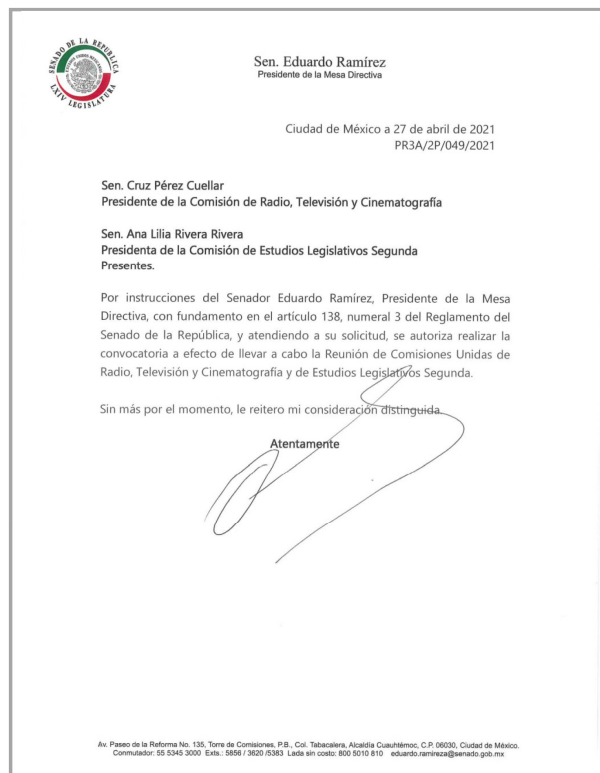 SENADO DE LA REPÚBLICA
LXIV LEGISLATURA
Sen. Eduardo Ramírez
Presidente de la Mesa Directiva
Ciudad de México a 27 de abril de 2021
PR3A/2P/049/2021
Sen. Cruz Pérez Cuellar
Presidente de la Comisión de Radio, Televisión y Cinematografía
Sen. Ana Lilia Rivera Rivera
Presidenta de la Comisión de Estudios Legislativos Segunda
Presentes.
Por instrucciones del Senador Eduardo Ramírez, Presidente de la Mesa
Directiva, con fundamento en el artículo 138, numeral 3 del Reglamento del
Senado de la República, y atendiendo a su solicitud, se autoriza realizar la
convocatoria a efecto de llevar a cabo la Reunión de Comisiones Unidas de
Radio, Televisión y Cinematografía y de Estudios Legislativos Segunda.
Sin más por el momento, le reitero mi consideración distinguida.
Atentamente
Av. Paseo de la Reforma No. 135, Torre de Comisiones, P.B., Col. Tabacalera, Alcaldía Cuauhtémoc, C.P. 06030, Ciudad de México.
Conmutador: 55 5345 3000 Exts.: 5856 / 3620 /5383 Lada sin costo: 800 5010 810 eduardo.ramireza@senado.gob.mx